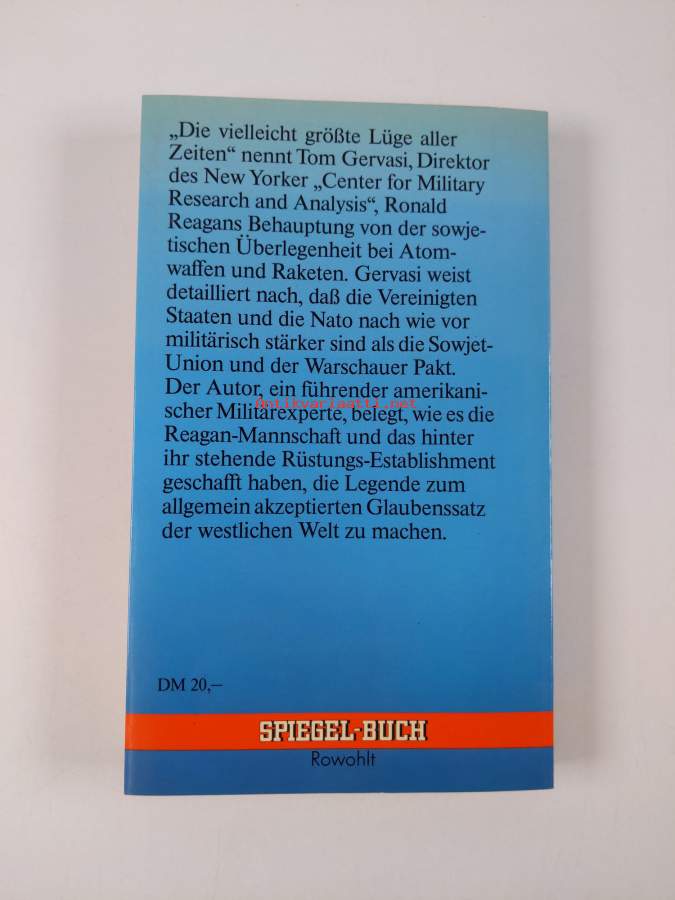 „Die vielleicht größte Lüge aller
Zeiten“ nennt Tom Gervasi, Direktor
des New Yorker „Center for Military
Research and Analysis“, Ronald
Reagans Behauptung von der sowje-
tischen Überlegenheit bei Atom-
waffen und Raketen. Gervasi weist
detailliert nach, daß die Vereinigten
Staaten und die Nato nach wie vor
militärisch stärker sind als die Sowjet-
Union und der Warschauer Pakt.
Der Autor, ein führender amerikani-
antikvariaatti.net
scher Militärexperte, belegt, wie es die
Reagan-Mannschaft und das hinter
ihr stehende Rüstungs-Establishment
geschafft haben, die Legende zum
allgemein akzeptierten Glaubenssatz
der westlichen Welt zu machen.
DM 20,–
SPIEGEL-BUCH
Rowohlt